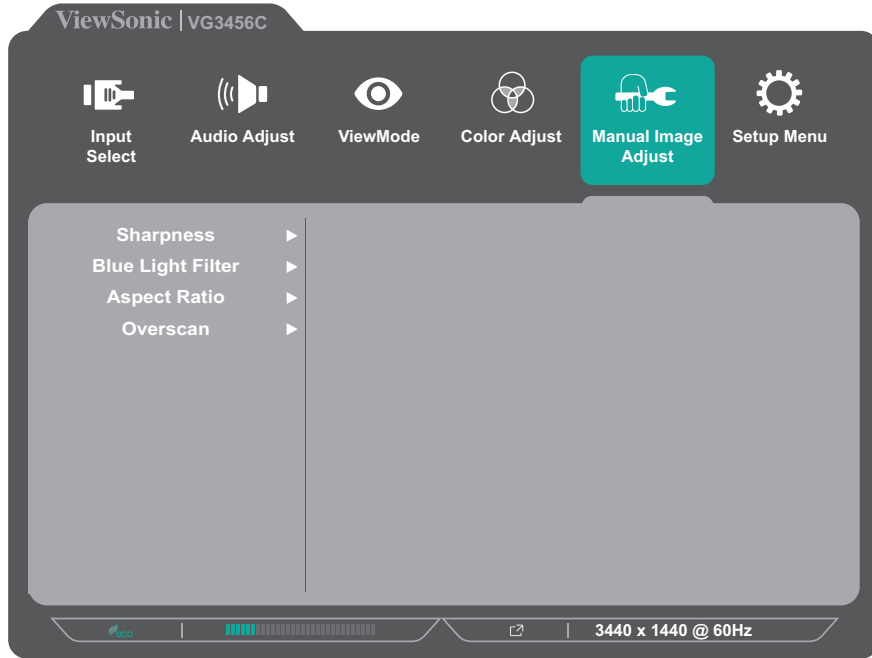 ViewSonic | VG3456C
Input Select
Audio Adjust
ViewMode
Color Adjust
Manual Image Adjust
Setup Menu
Sharpness
Blue Light Filter
Aspect Ratio
Overscan
eco
3440 x 1440 @ 60Hz